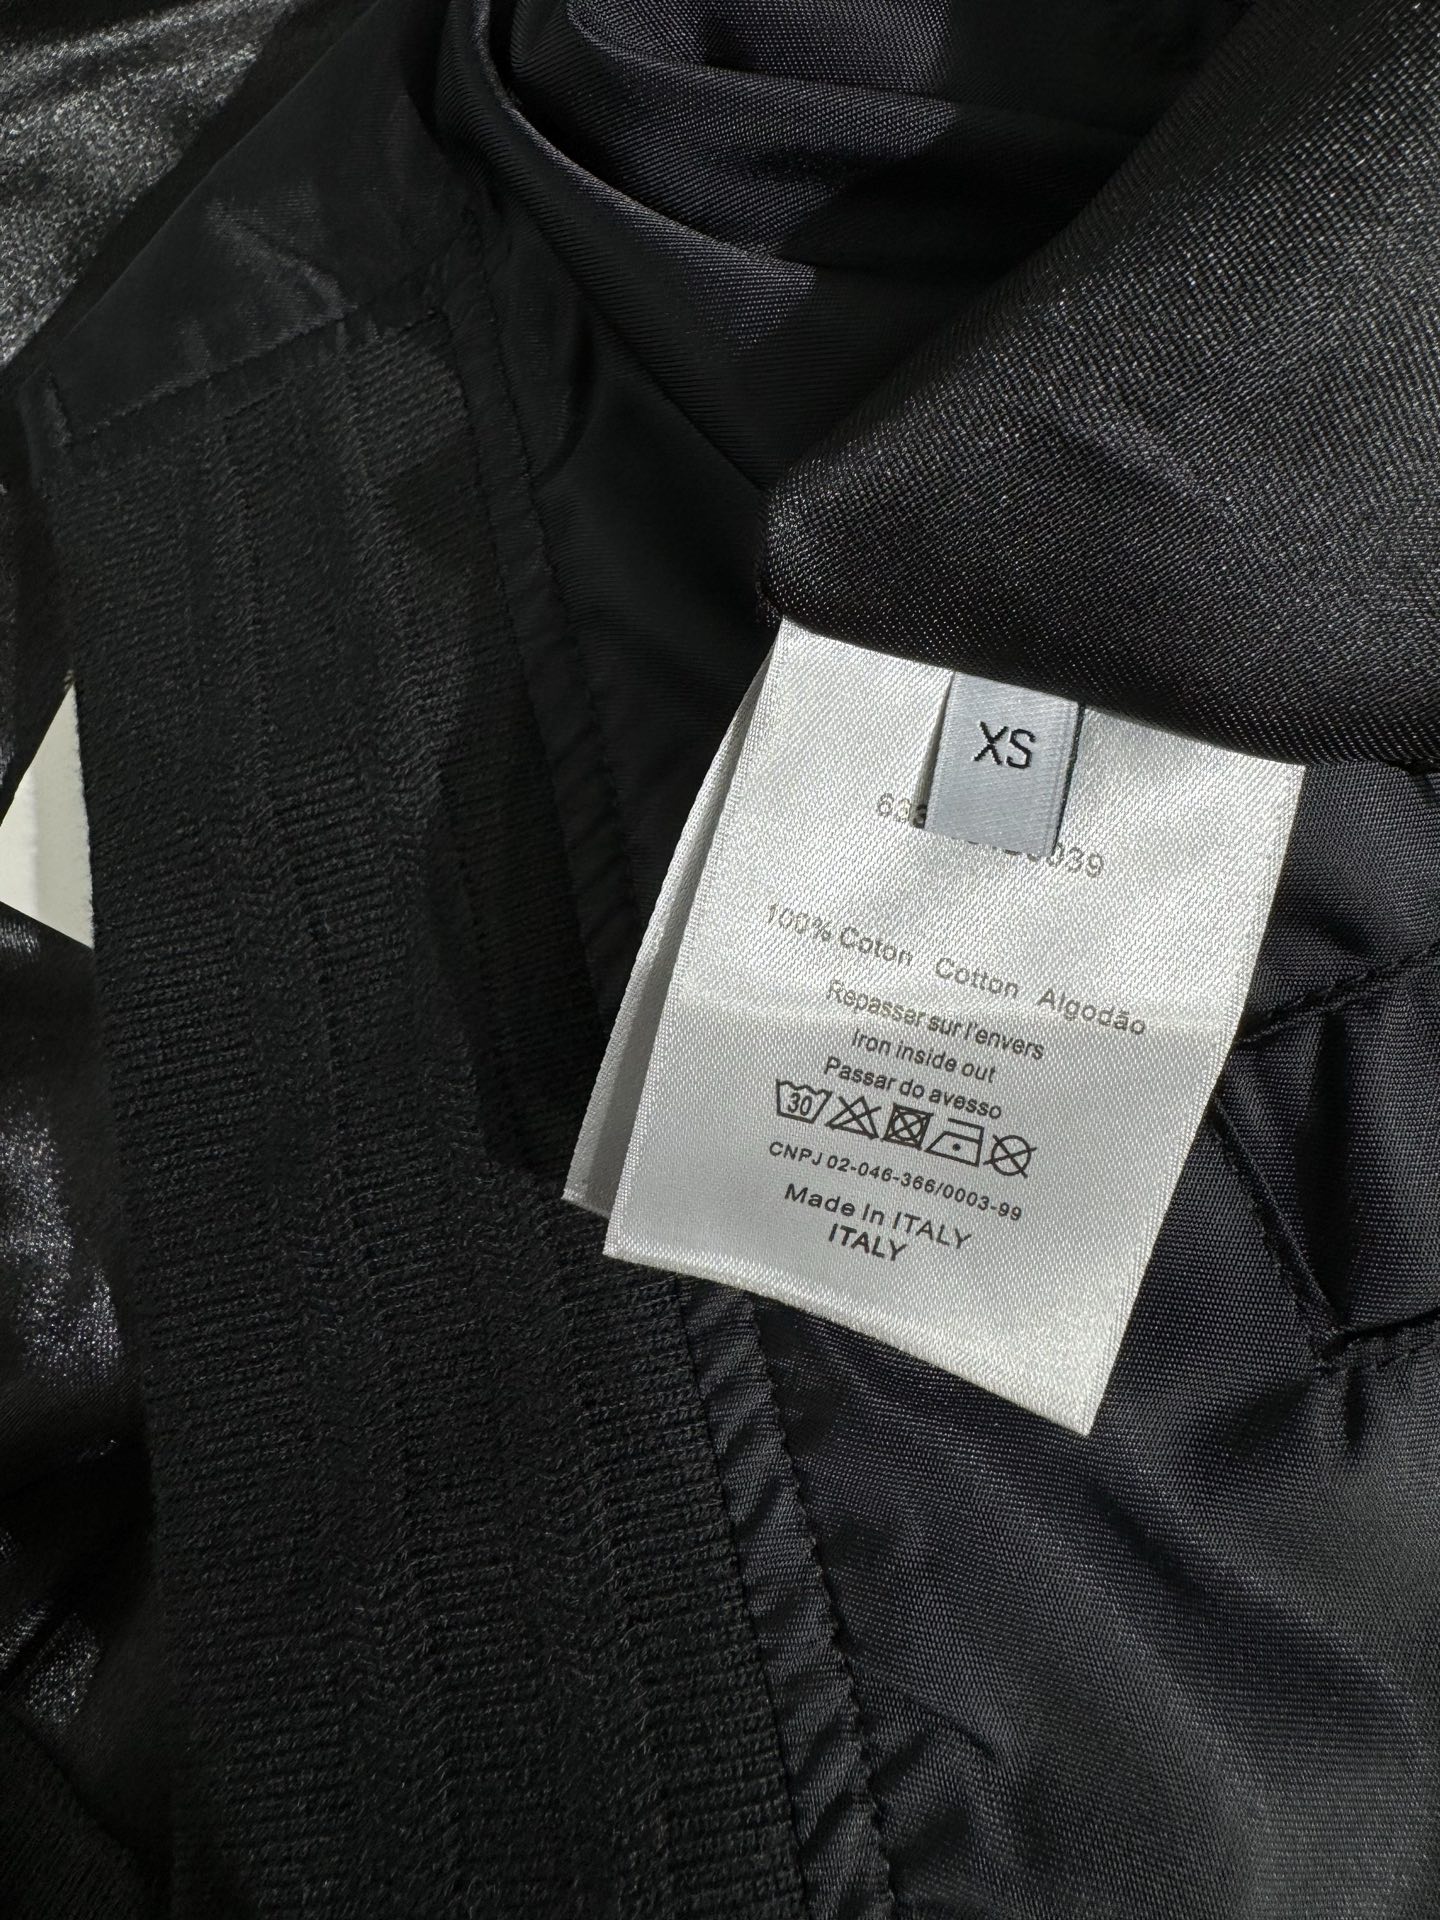 XS
100% Coton Cotton Algodão
Repasser sur l'envers
Iron inside out
Passar do avesso
30
CNPJ 02-046-366/0003-99
Made In ITALY
ITALY